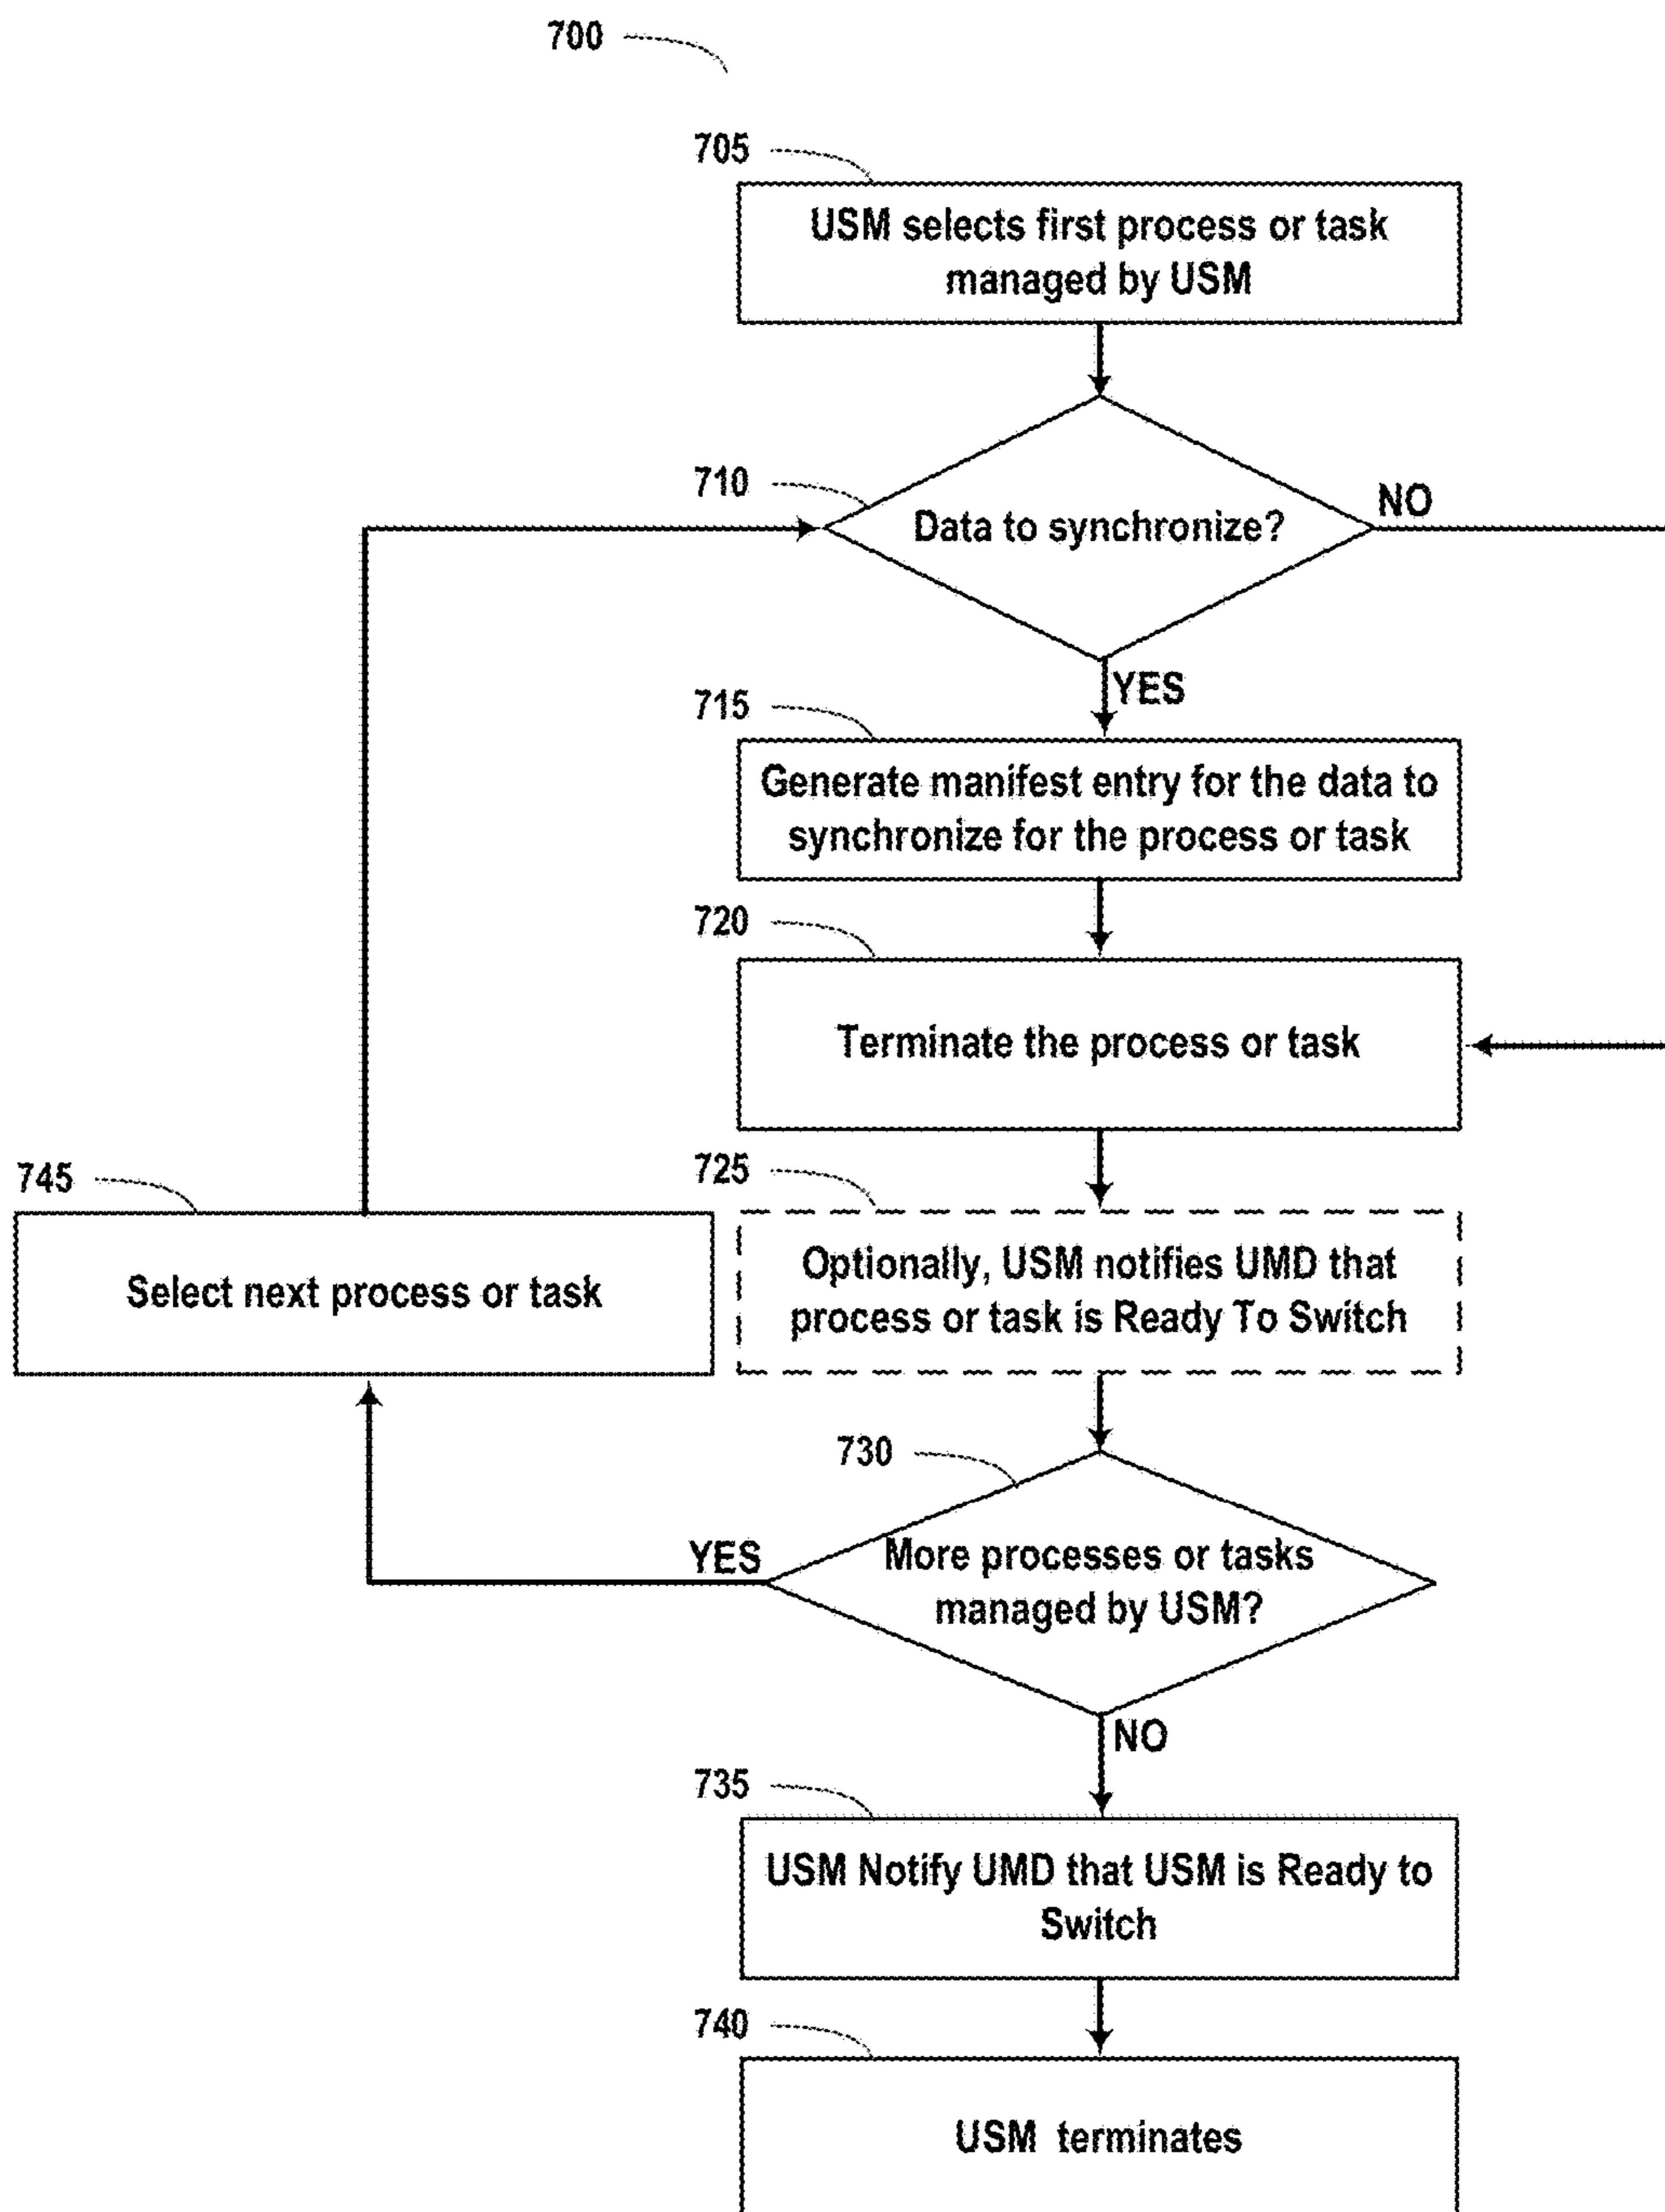 700
705
USM selects first process or task
managed by USM
710
Data to synchronize?
NO
YES
715
Generate manifest entry for the data to
synchronize for the process or task
720
Terminate the process or task
745
Select next process or task
725
Optionally, USM notifies UMD that
process or task is Ready To Switch
730
YES
More processes or tasks
managed by USM?
NO
735
USM Notify UMD that USM is Ready to
Switch
740
USM terminates